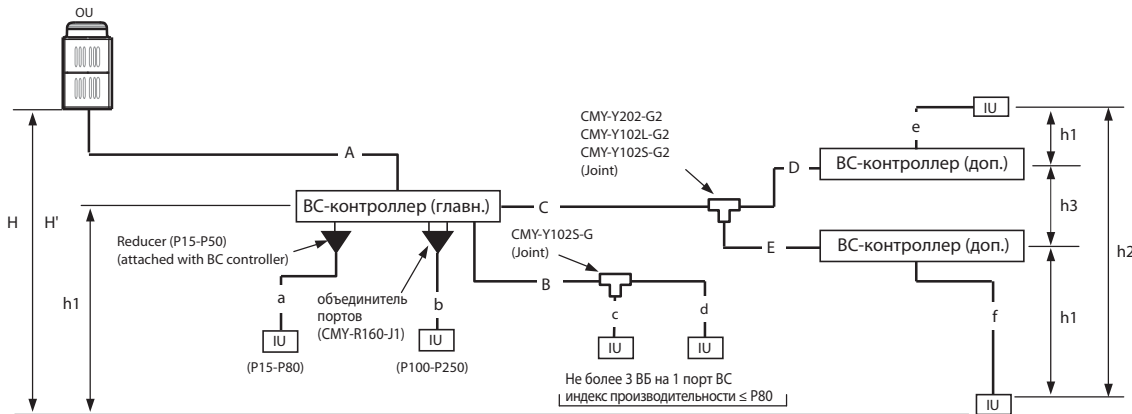 OU
H
H'
h1
A
BC-контроллер (главн.)
Reducer (P15-P50)
(attached with BC controller)
a
IU
(P15-P80)
объединитель
портов
(CMY-R160-J1)
b
IU
(P100-P250)
C
B
CMY-Y102S-G
(Joint)
c
d
IU
IU
Не более 3 ВБ на 1 порт BC
индекс производительности ≤ P80
CMY-Y202-G2
CMY-Y102L-G2
CMY-Y102S-G2
(Joint)
D
E
e
IU
BC-контроллер (доп.)
BC-контроллер (доп.)
f
IU
h1
h3
h1
h2